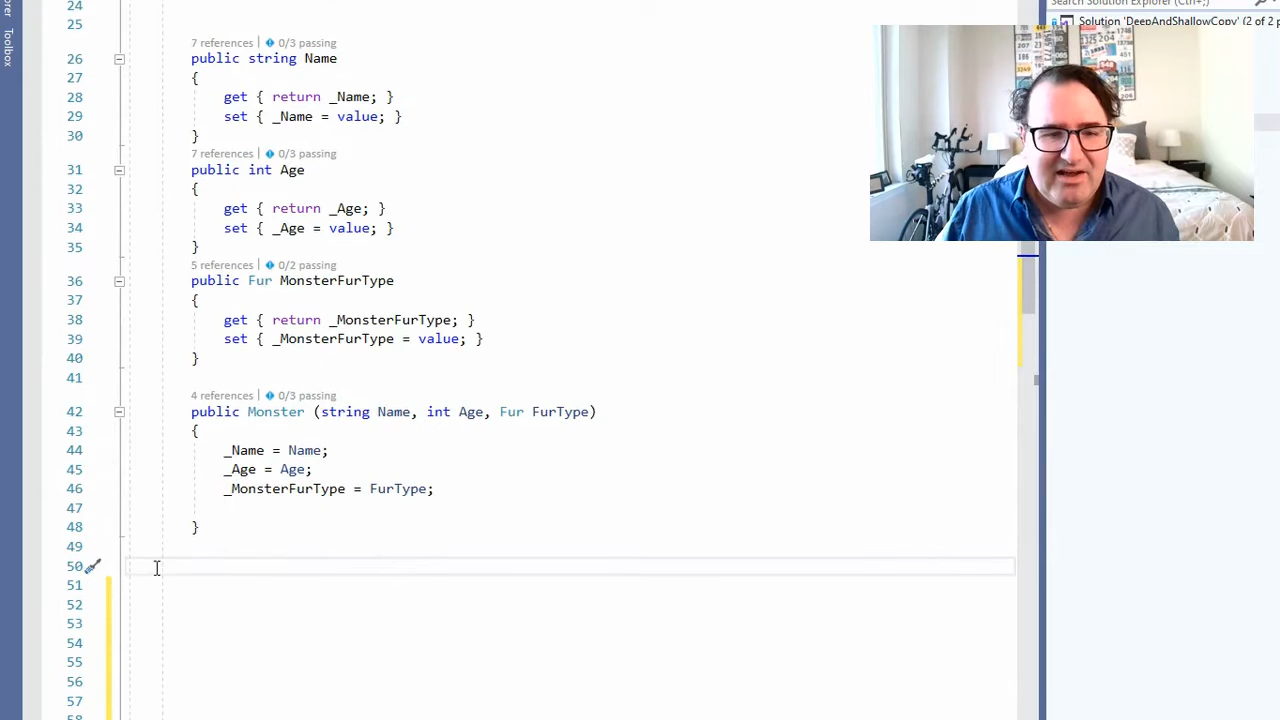 Toolbox
Search Solution Explorer (Ctrl+;)
Solution 'DeepAndShallowCopy' (2 of 2 p
24
25
7 references | 0/3 passing
26 public string Name
27 {
28 get { return _Name; }
29 set { _Name = value; }
30 }
7 references | 0/3 passing
31 public int Age
32 {
33 get { return _Age; }
34 set { _Age = value; }
35 }
5 references | 0/2 passing
36 public Fur MonsterFurType
37 {
38 get { return _MonsterFurType; }
39 set { _MonsterFurType = value; }
40 }
41
4 references | 0/3 passing
42 public Monster (string Name, int Age, Fur FurType)
43 {
44 _Name = Name;
45 _Age = Age;
46 _MonsterFurType = FurType;
47
48 }
49
50
51
52
53
54
55
56
57
58